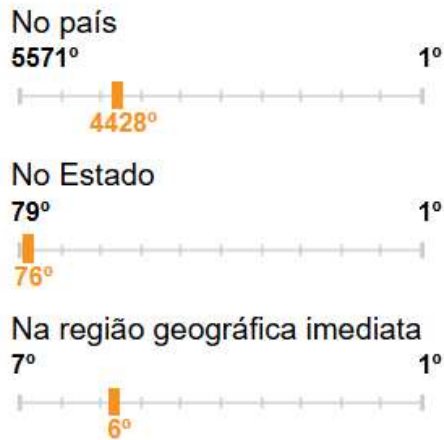 No país
5571º 1º
4428º
No Estado
79º 1º
76º
Na região geográfica imediata
7º 1º
6º